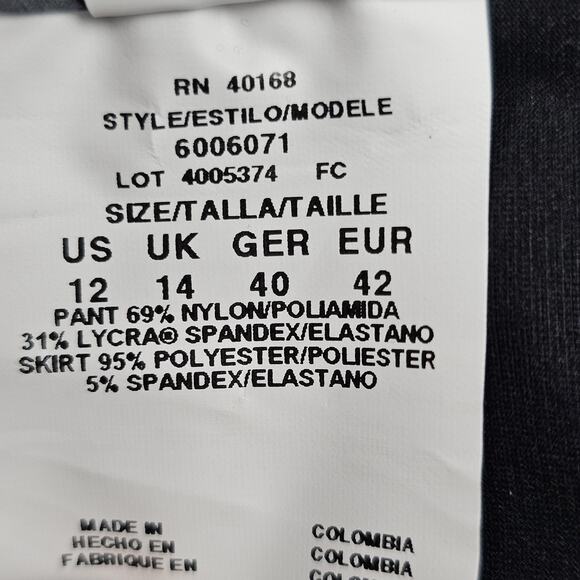 RN 40168
STYLE/ESTILO/MODELE
6006071
LOT 4005374 FC
SIZE/TALLA/TAILLE
US UK GER EUR
12 14 40 42
PANT 69% NYLON/POLIAMIDA
31% LYCRA® SPANDEX/ELASTANO
SKIRT 95% POLYESTER/POLIESTER
5% SPANDEX/ELASTANO
MADE IN COLOMBIA
HECHO EN COLOMBIA
FABRIQUE EN COLOMBIA